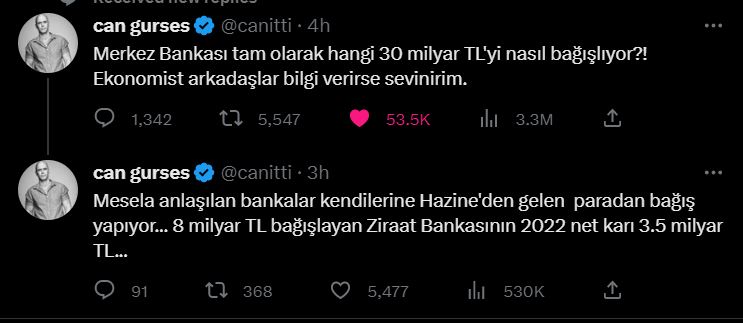 Received new replies
can gurses @canitti · 4h
Merkez Bankası tam olarak hangi 30 milyar TL'yi nasıl bağışlıyor?!
Ekonomist arkadaşlar bilgi verirse sevinirim.
1,342 5,547 53.5K 3.3M
can gurses @canitti · 3h
Mesela anlaşılan bankalar kendilerine Hazine'den gelen paradan bağış
yapıyor... 8 milyar TL bağışlayan Ziraat Bankasının 2022 net karı 3.5 milyar
TL...
91 368 5,477 530K